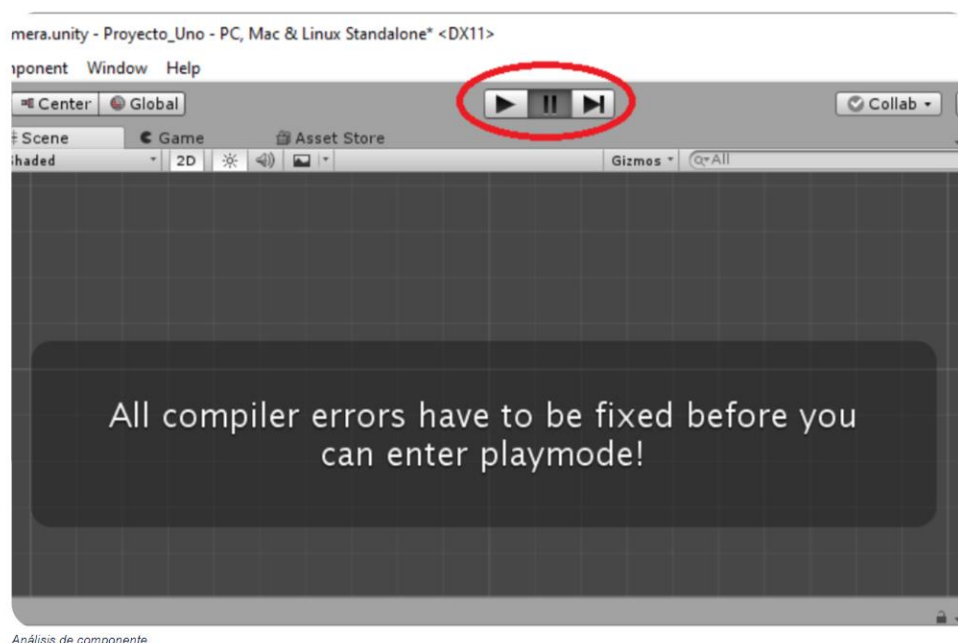 mera.unity - Proyecto_Uno - PC, Mac & Linux Standalone* <DX11>
nponent Window Help
Center Global Collab
Scene Game Asset Store
haded 2D Gizmos All
All compiler errors have to be fixed before you
can enter playmode!
Análisis de componente